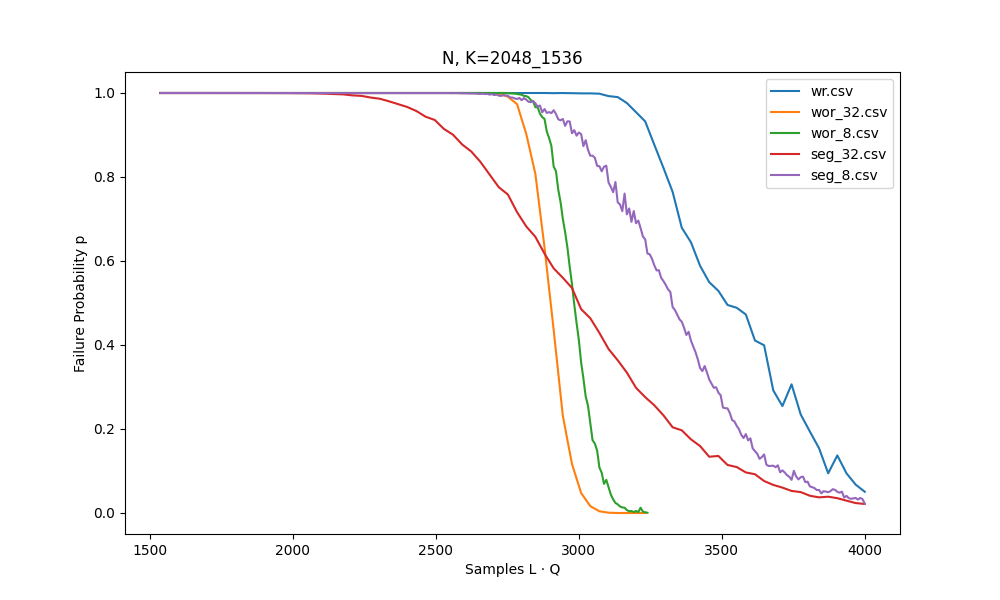 N, K=2048_1536
Failure Probability p
1.0
0.8
0.6
0.4
0.2
0.0
1500 2000 2500 3000 3500 4000
Samples L · Q
wr.csv
wor_32.csv
wor_8.csv
seg_32.csv
seg_8.csv